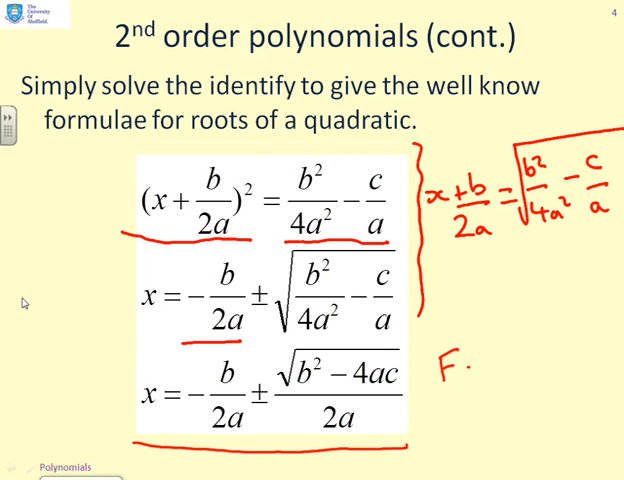 The University Of Sheffield.
4
2nd order polynomials (cont.)
Simply solve the identify to give the well know
formulae for roots of a quadratic.
(x + b/2a)² = b²/4a² − c/a
x + b/2a = √(b²/4a² − c/a)
x = − b/2a ± √(b²/4a² − c/a)
x = − b/2a ± √(b² − 4ac)/2a
F.
Polynomials